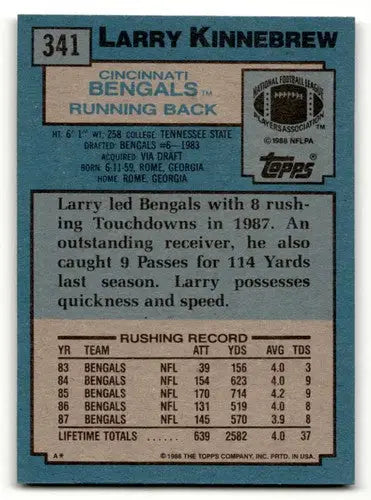 341 LARRY KINNEBREW
CINCINNATI
BENGALS™
RUNNING BACK
NATIONAL FOOTBALL LEAGUE
PLAYERS ASSOCIATION™
© 1988 NFLPA
TOPPS®
HT: 6' 1" WT: 258 COLLEGE: TENNESSEE STATE
DRAFTED: BENGALS #6-1983
ACQUIRED: VIA DRAFT
BORN: 6-11-59, ROME, GEORGIA
HOME: ROME, GEORGIA
Larry led Bengals with 8 rush-
ing Touchdowns in 1987. An
outstanding receiver, he also
caught 9 Passes for 114 Yards
last season. Larry possesses
quickness and speed.
RUSHING RECORD
YR TEAM ATT YDS AVG TDS
83 BENGALS NFL 39 156 4.0 3
84 BENGALS NFL 154 623 4.0 9
85 BENGALS NFL 170 714 4.2 9
86 BENGALS NFL 131 519 4.0 8
87 BENGALS NFL 145 570 3.9 8
LIFETIME TOTALS 639 2582 4.0 37
A* © 1988 THE TOPPS COMPANY, INC. PRTD. IN USA.